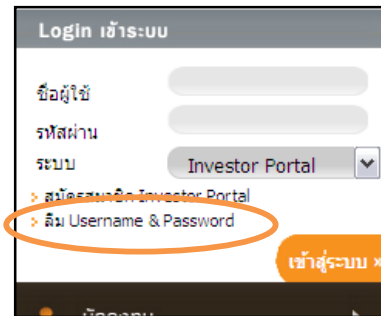 Login เข้าระบบ
ชื่อผู้ใช้
รหัสผ่าน
ระบบ Investor Portal
สมัครสมาชิก Investor Portal
ลืม Username & Password
เข้าสู่ระบบ »